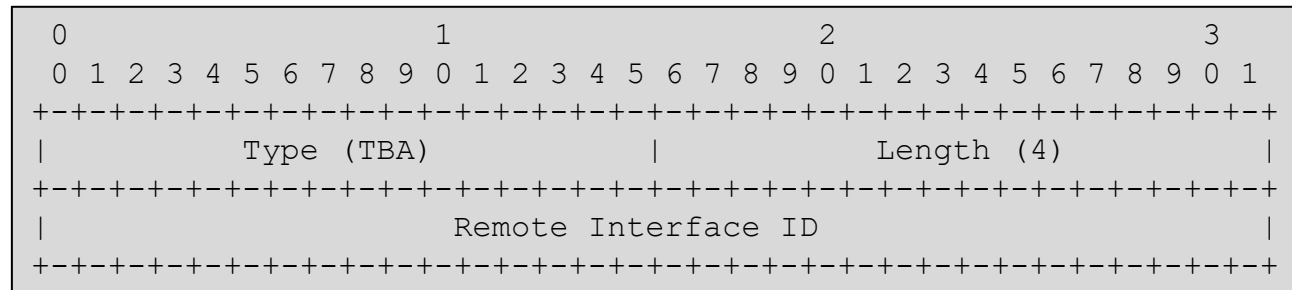 0                   1                   2                   3
 0 1 2 3 4 5 6 7 8 9 0 1 2 3 4 5 6 7 8 9 0 1 2 3 4 5 6 7 8 9 0 1
+-+-+-+-+-+-+-+-+-+-+-+-+-+-+-+-+-+-+-+-+-+-+-+-+-+-+-+-+-+-+-+-+
|          Type (TBA)           |           Length (4)          |
+-+-+-+-+-+-+-+-+-+-+-+-+-+-+-+-+-+-+-+-+-+-+-+-+-+-+-+-+-+-+-+-+
|                     Remote Interface ID                       |
+-+-+-+-+-+-+-+-+-+-+-+-+-+-+-+-+-+-+-+-+-+-+-+-+-+-+-+-+-+-+-+-+